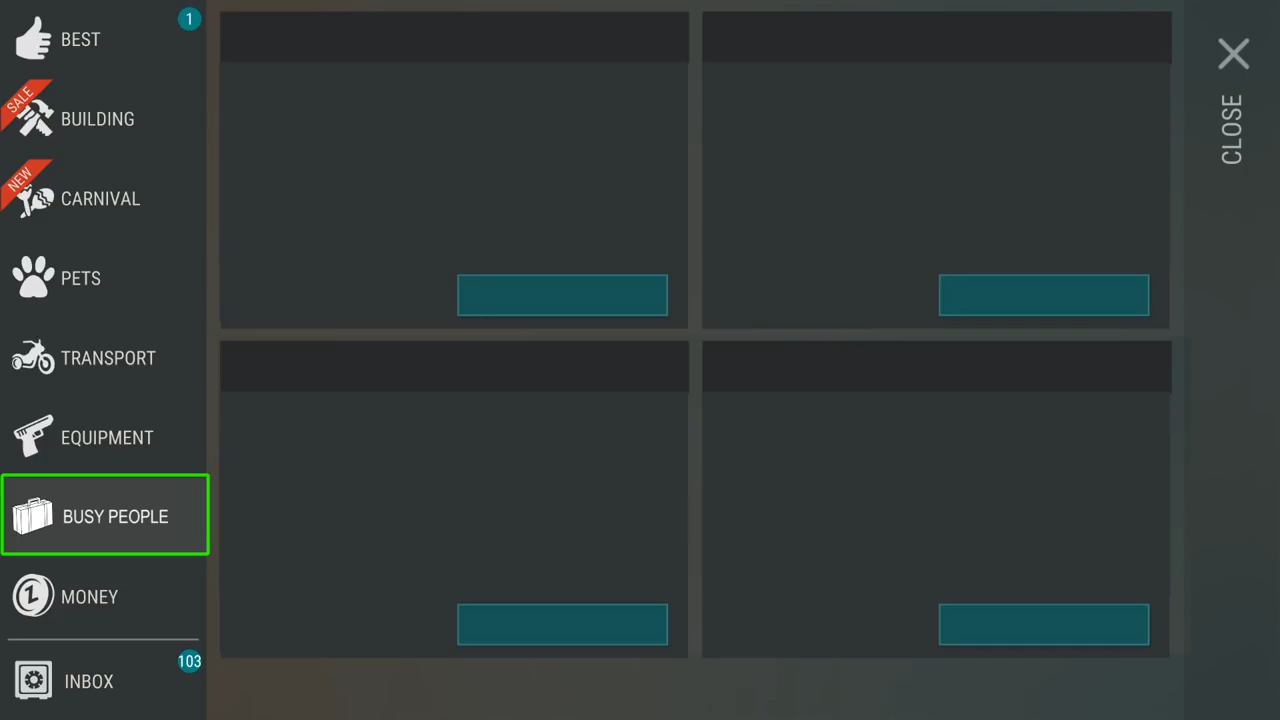 BEST
1
SALE
BUILDING
NEW
CARNIVAL
PETS
TRANSPORT
EQUIPMENT
BUSY PEOPLE
MONEY
INBOX
103
CLOSE